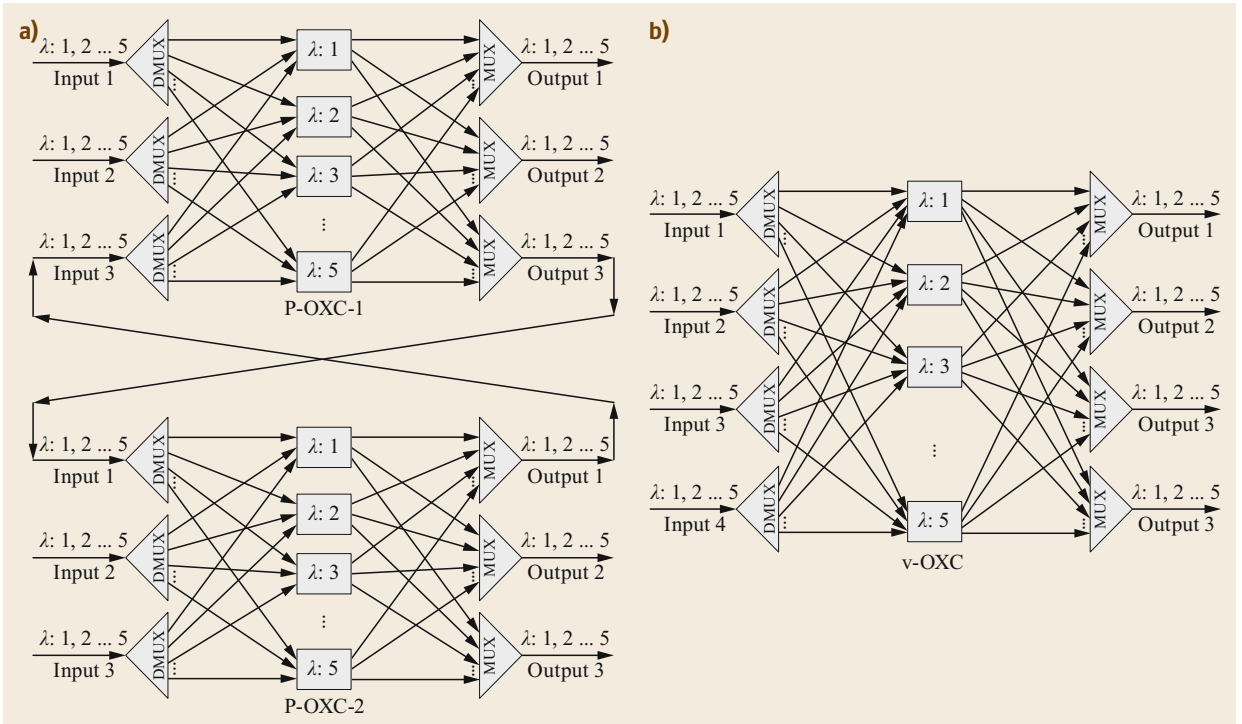 a)
λ: 1, 2 ... 5
Input 1
DMUX
λ: 1
MUX
λ: 1, 2 ... 5
Output 1
λ: 1, 2 ... 5
Input 2
DMUX
λ: 2
λ: 3
MUX
λ: 1, 2 ... 5
Output 2
λ: 1, 2 ... 5
Input 3
DMUX
...
λ: 5
MUX
λ: 1, 2 ... 5
Output 3
P-OXC-1
λ: 1, 2 ... 5
Input 1
DMUX
λ: 1
MUX
λ: 1, 2 ... 5
Output 1
λ: 1, 2 ... 5
Input 2
DMUX
λ: 2
λ: 3
MUX
λ: 1, 2 ... 5
Output 2
λ: 1, 2 ... 5
Input 3
DMUX
...
λ: 5
MUX
λ: 1, 2 ... 5
Output 3
P-OXC-2
b)
λ: 1, 2 ... 5
Input 1
DMUX
λ: 1
MUX
λ: 1, 2 ... 5
Output 1
λ: 1, 2 ... 5
Input 2
DMUX
λ: 2
MUX
λ: 1, 2 ... 5
Output 2
λ: 1, 2 ... 5
Input 3
DMUX
λ: 3
MUX
λ: 1, 2 ... 5
Output 3
λ: 1, 2 ... 5
Input 4
DMUX
...
λ: 5
MUX
λ: 1, 2 ... 5
Output 3
v-OXC